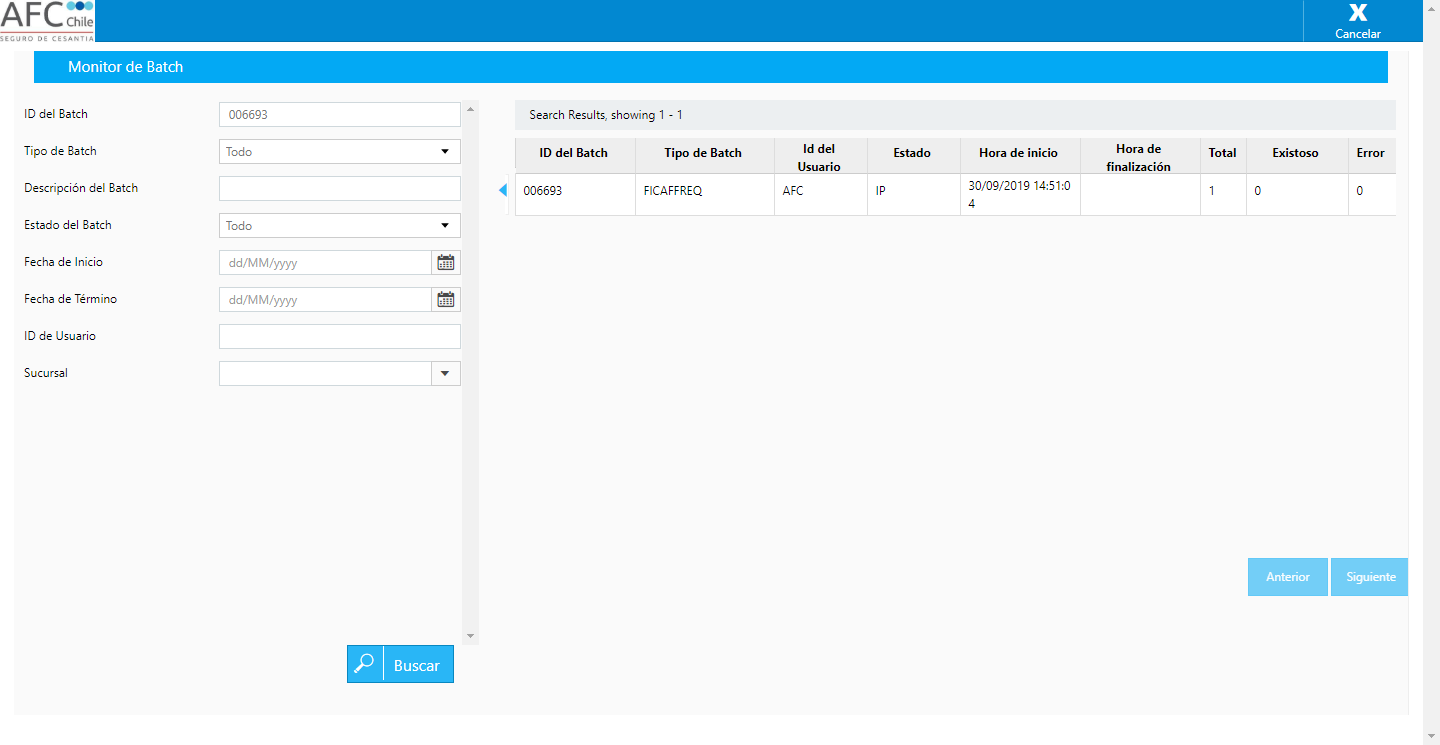 AFC Chile
SEGURO DE CESANTIA
X
Cancelar
Monitor de Batch
ID del Batch
006693
Tipo de Batch
Todo
Descripción del Batch
Estado del Batch
Todo
Fecha de Inicio
dd/MM/yyyy
Fecha de Término
dd/MM/yyyy
ID de Usuario
Sucursal
Buscar
Search Results, showing 1 - 1
ID del Batch Tipo de Batch Id del Usuario Estado Hora de inicio Hora de finalización Total Existoso Error
006693 FICAFFREQ AFC IP 30/09/2019 14:51:0 1 0 0
4
Anterior Siguiente